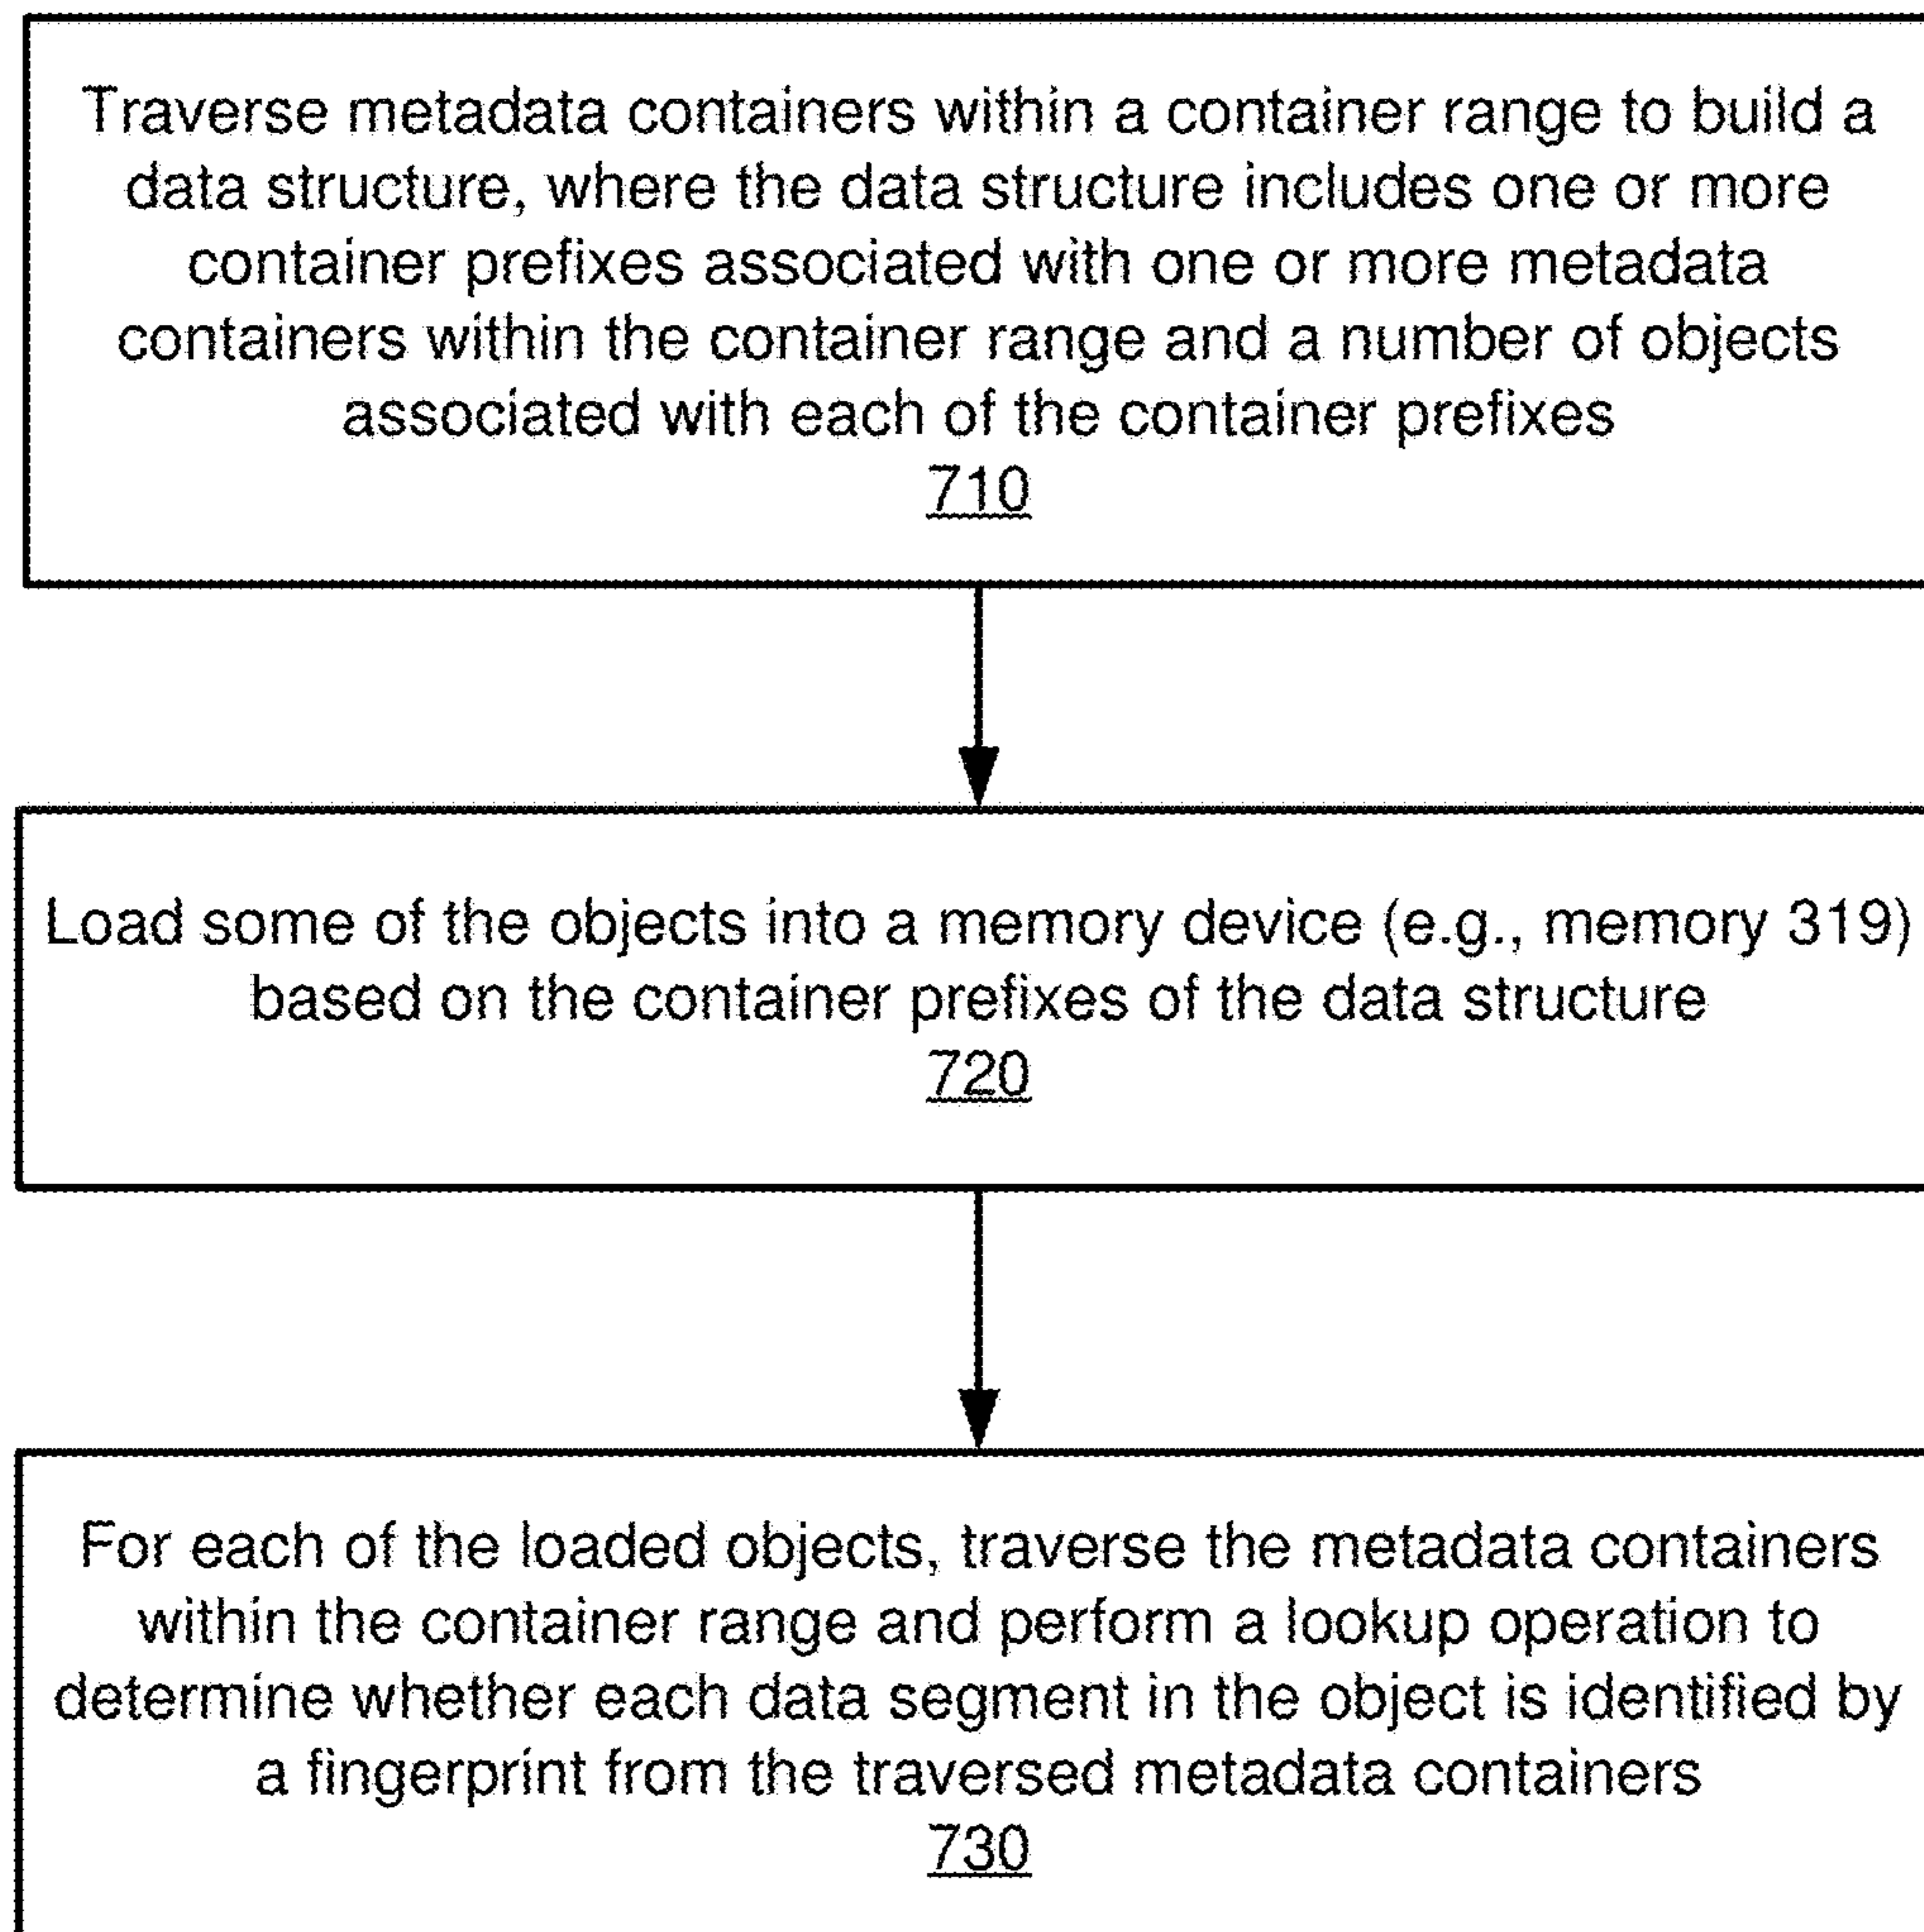 Traverse metadata containers within a container range to build a
data structure, where the data structure includes one or more
container prefixes associated with one or more metadata
containers within the container range and a number of objects
associated with each of the container prefixes
710
Load some of the objects into a memory device (e.g., memory 319)
based on the container prefixes of the data structure
720
For each of the loaded objects, traverse the metadata containers
within the container range and perform a lookup operation to
determine whether each data segment in the object is identified by
a fingerprint from the traversed metadata containers
730